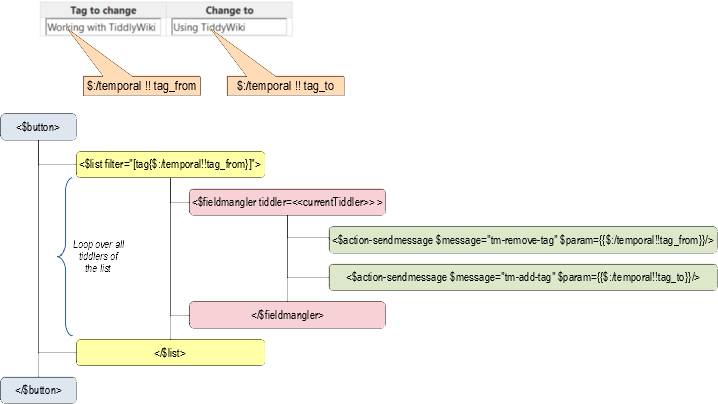 Tag to change Change to
Working with TiddlyWiki Using TiddyWiki
$:/temporal !! tag_from $:/temporal !! tag_to
<$button>
<$list filter="[tag{$:/temporal!!tag_from}]">
<$fieldmangler tiddler=<<currentTiddler>> >
<$action-sendmessage $message="tm-remove-tag" $param={{$:/temporal!!tag_from}}/>
Loop over all
tiddlers of
the list
<$action-sendmessage $message="tm-add-tag" $param={{$:/temporal!!tag_to}}/>
</$fieldmangler>
</$list>
</$button>